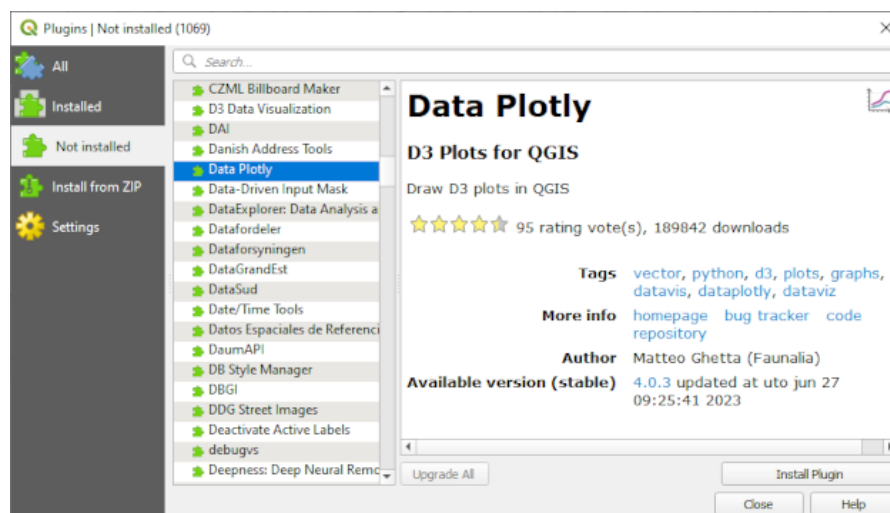 Plugins | Not installed (1069)
All
Installed
Not installed
Install from ZIP
Settings
Search...
CZML Billboard Maker
D3 Data Visualization
DAI
Danish Address Tools
Data Plotly
Data-Driven Input Mask
DataExplorer: Data Analysis a
Datafordeler
Dataforsyningen
DataGrandEst
DataSud
Date/Time Tools
Datos Espaciales de Referenci
DaumAPI
DB Style Manager
DBGI
DDG Street Images
Deactivate Active Labels
debugvs
Deepness: Deep Neural Remo
Data Plotly
D3 Plots for QGIS
Draw D3 plots in QGIS
95 rating vote(s), 189842 downloads
Tags vector, python, d3, plots, graphs,
datavis, dataplotly, dataviz
More info homepage bug tracker code
repository
Author Matteo Ghetta (Faunalia)
Available version (stable) 4.0.3 updated at uto jun 27
09:25:41 2023
Upgrade All
Install Plugin
Close
Help